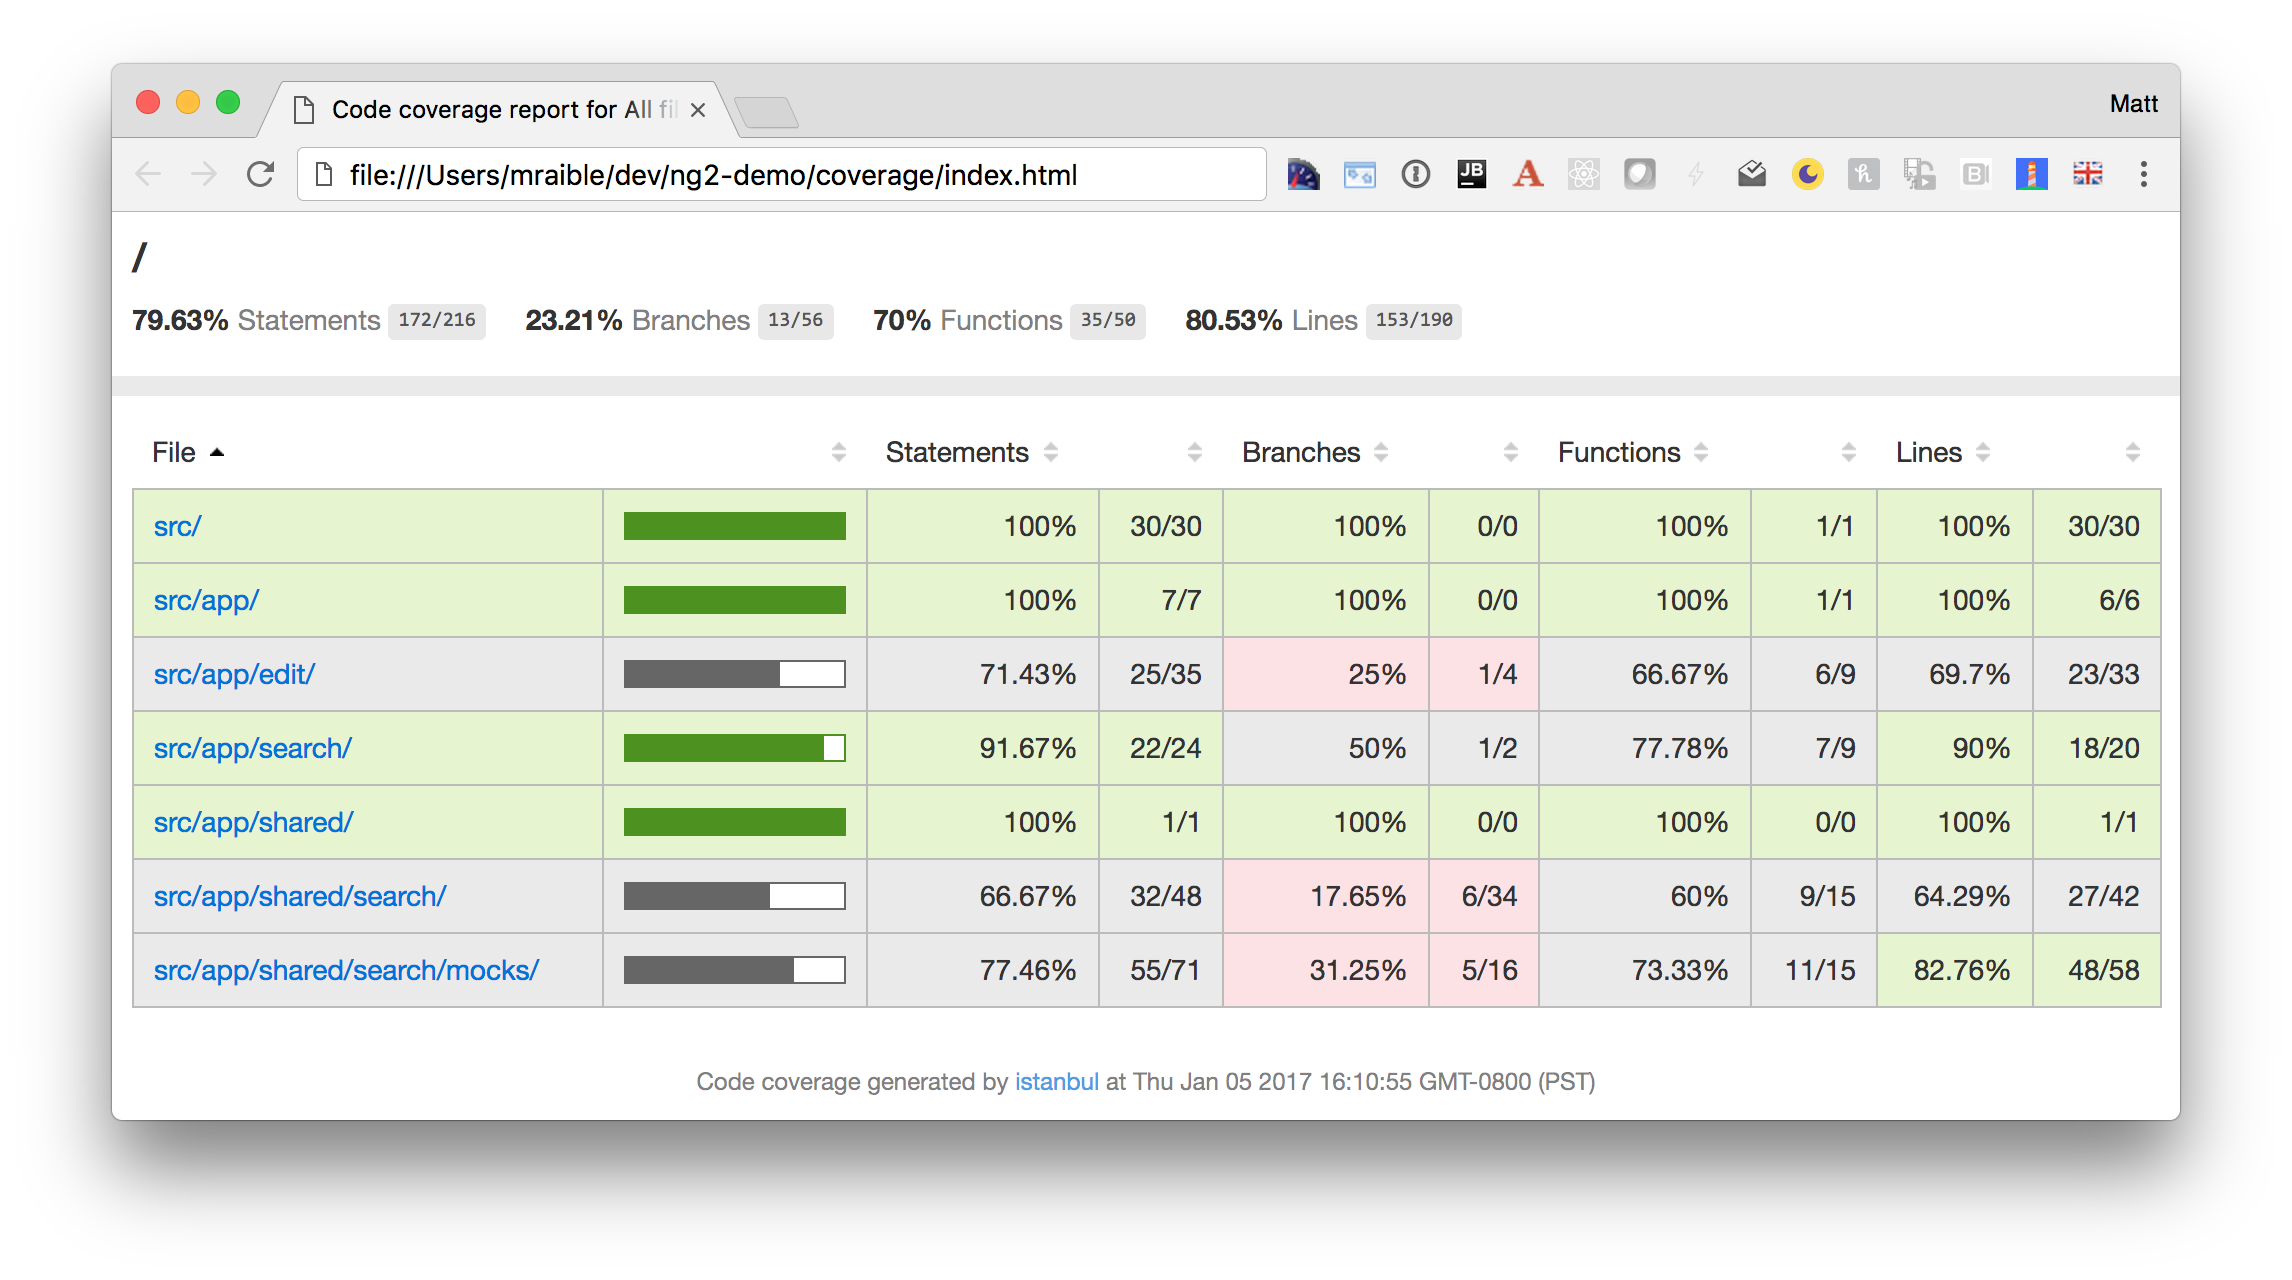 Code coverage report for All fil
Matt
file:///Users/mraible/dev/ng2-demo/coverage/index.html
JB
/
79.63% Statements 172/216 23.21% Branches 13/56 70% Functions 35/50 80.53% Lines 153/190
File Statements Branches Functions Lines
src/ 100% 30/30 100% 0/0 100% 1/1 100% 30/30
src/app/ 100% 7/7 100% 0/0 100% 1/1 100% 6/6
src/app/edit/ 71.43% 25/35 25% 1/4 66.67% 6/9 69.7% 23/33
src/app/search/ 91.67% 22/24 50% 1/2 77.78% 7/9 90% 18/20
src/app/shared/ 100% 1/1 100% 0/0 100% 0/0 100% 1/1
src/app/shared/search/ 66.67% 32/48 17.65% 6/34 60% 9/15 64.29% 27/42
src/app/shared/search/mocks/ 77.46% 55/71 31.25% 5/16 73.33% 11/15 82.76% 48/58
Code coverage generated by istanbul at Thu Jan 05 2017 16:10:55 GMT-0800 (PST)